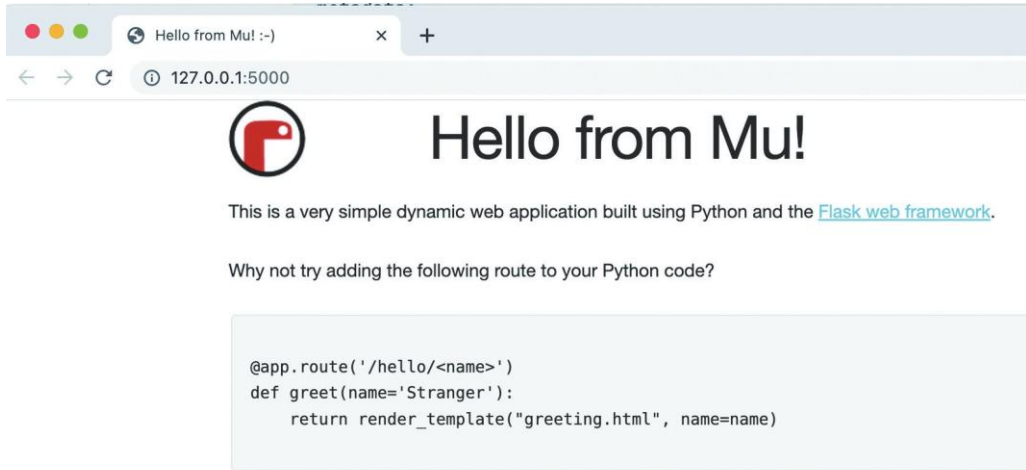 Hello from Mu! :-)
127.0.0.1:5000
Hello from Mu!
This is a very simple dynamic web application built using Python and the Flask web framework.
Why not try adding the following route to your Python code?
@app.route('/hello/<name>')
def greet(name='Stranger'):
    return render_template("greeting.html", name=name)